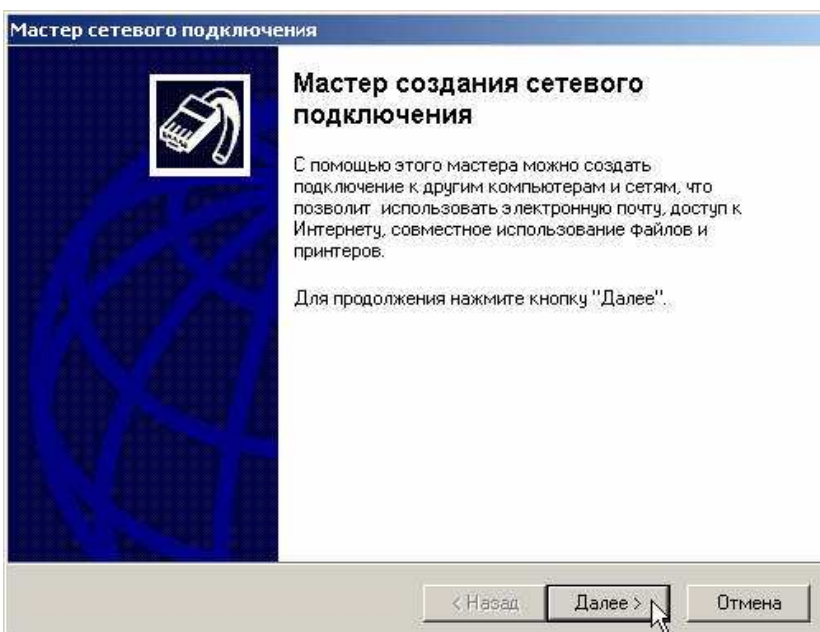 Мастер сетевого подключения
Мастер создания сетевого
подключения
С помощью этого мастера можно создать
подключение к другим компьютерам и сетям, что
позволит использовать электронную почту, доступ к
Интернету, совместное использование файлов и
принтеров.
Для продолжения нажмите кнопку "Далее".
< Назад Далее > Отмена